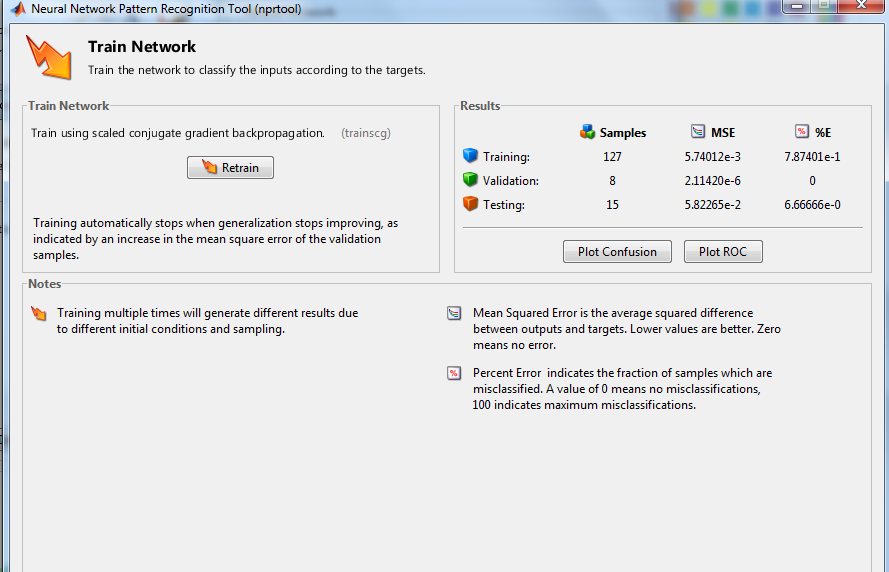 Neural Network Pattern Recognition Tool (nprtool)
Train Network
Train the network to classify the inputs according to the targets.
Train Network
Train using scaled conjugate gradient backpropagation. (trainscg)
Retrain
Training automatically stops when generalization stops improving, as
indicated by an increase in the mean square error of the validation
samples.
Results
Samples MSE %E
Training: 127 5.74012e-3 7.87401e-1
Validation: 8 2.11420e-6 0
Testing: 15 5.82265e-2 6.66666e-0
Plot Confusion Plot ROC
Notes
Training multiple times will generate different results due
to different initial conditions and sampling.
Mean Squared Error is the average squared difference
between outputs and targets. Lower values are better. Zero
means no error.
Percent Error indicates the fraction of samples which are
misclassified. A value of 0 means no misclassifications,
100 indicates maximum misclassifications.